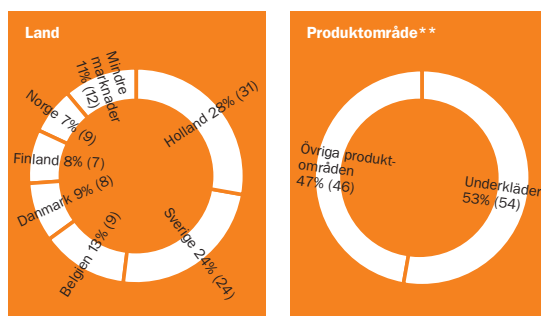 Land
Holland 28% (31)
Sverige 24% (24)
Belgien 13% (9)
Danmark 9% (8)
Finland 8% (7)
Norge 7% (9)
Mindre
marknader
11% (12)
Produktområde**
Underkläder
53% (54)
Övriga produkt-
områden
47% (46)